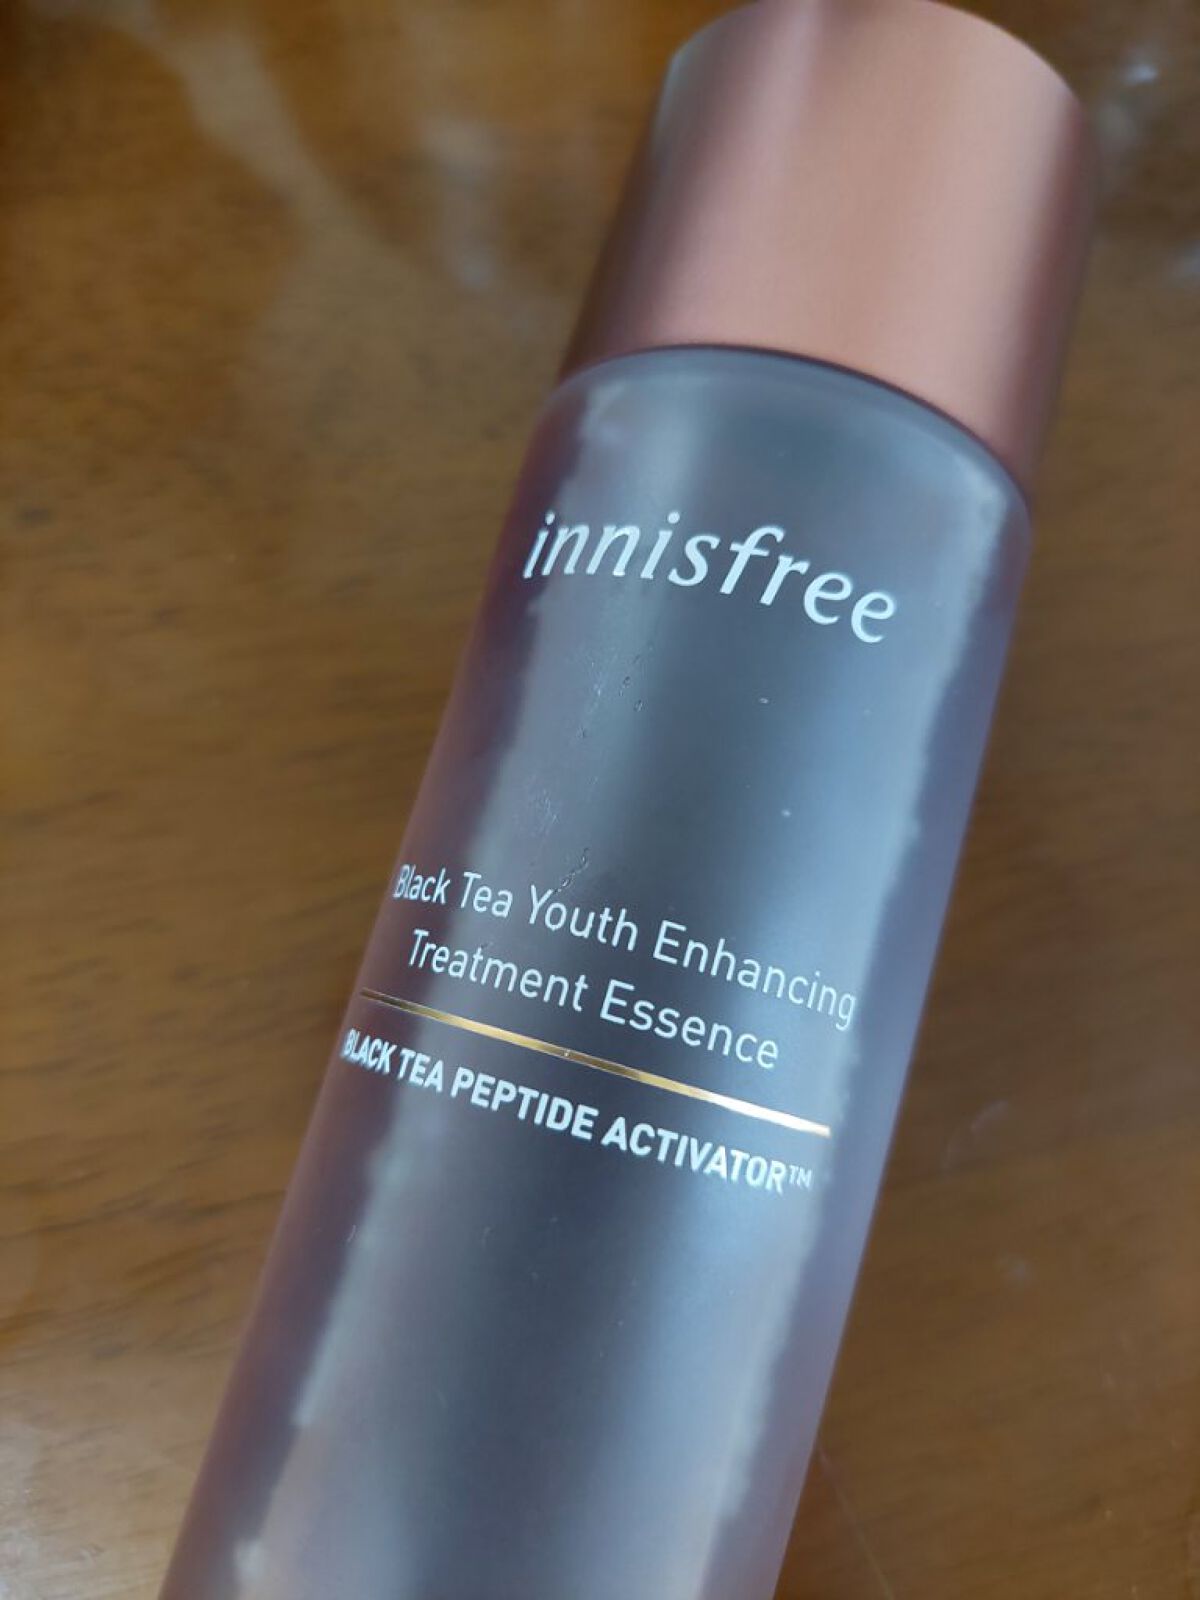 innisfree
Black Tea Youth Enhancing
Treatment Essence
BLACK TEA PEPTIDE ACTIVATOR™